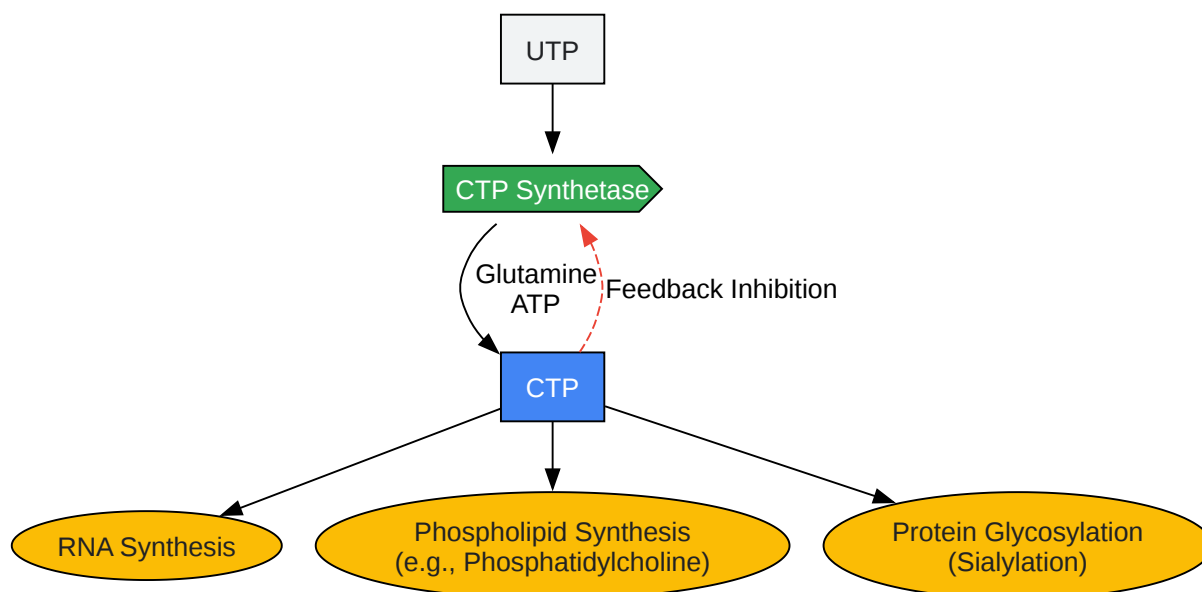 UTP
CTP Synthetase
Glutamine
ATP
Feedback Inhibition
CTP
RNA Synthesis
Phospholipid Synthesis
(e.g., Phosphatidylcholine)
Protein Glycosylation
(Sialylation)